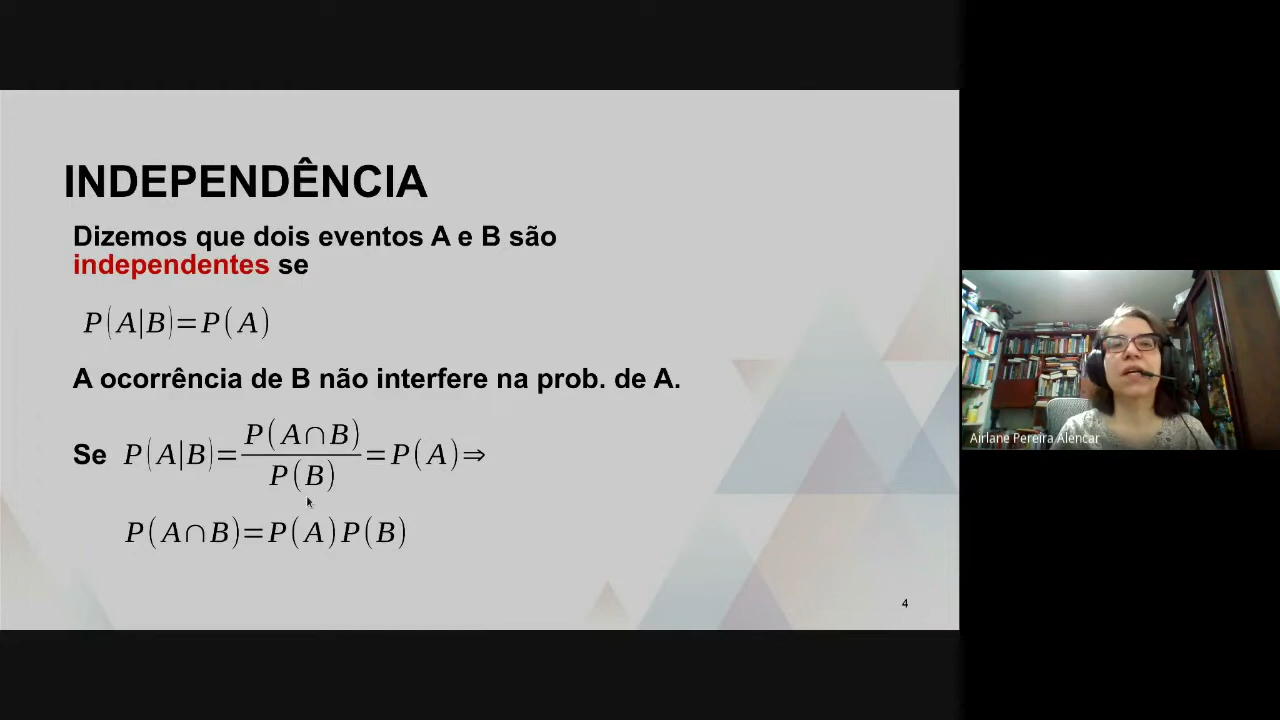 INDEPENDÊNCIA
Dizemos que dois eventos A e B são
independentes se
P(A|B)=P(A)
A ocorrência de B não interfere na prob. de A.
Se P(A|B)=P(A∩B)/P(B)=P(A)⇒
P(A∩B)=P(A)P(B)
4
Airlane Pereira Alencar